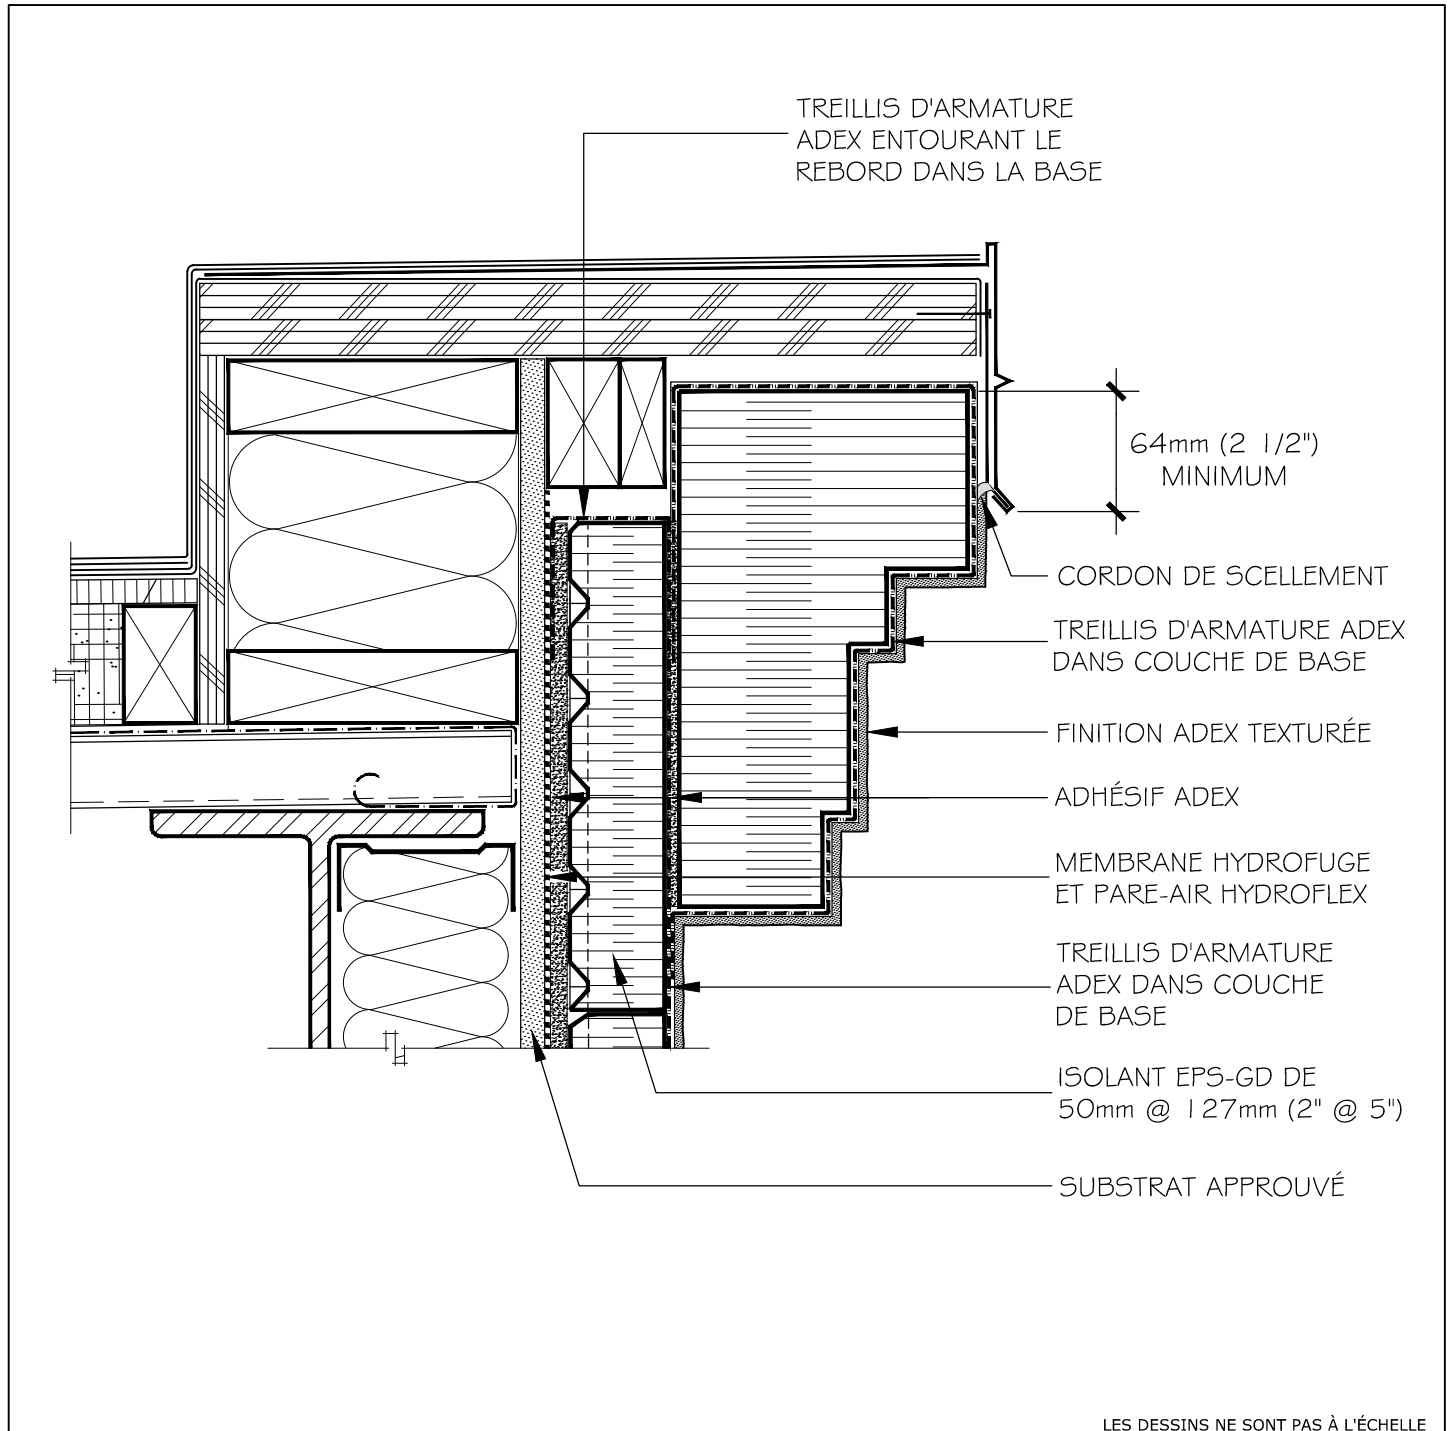 TREILLIS D'ARMATURE
ADEX ENTOURANT LE
REBORD DANS LA BASE
64mm (2 1/2")
MINIMUM
CORDON DE SCELLEMENT
TREILLIS D'ARMATURE ADEX
DANS COUCHE DE BASE
FINITION ADEX TEXTURÉE
ADHÉSIF ADEX
MEMBRANE HYDROFUGE
ET PARE-AIR HYDROFLEX
TREILLIS D'ARMATURE
ADEX DANS COUCHE
DE BASE
ISOLANT EPS-GD DE
50mm @ 127mm (2" @ 5")
SUBSTRAT APPROUVÉ
LES DESSINS NE SONT PAS À L'ÉCHELLE